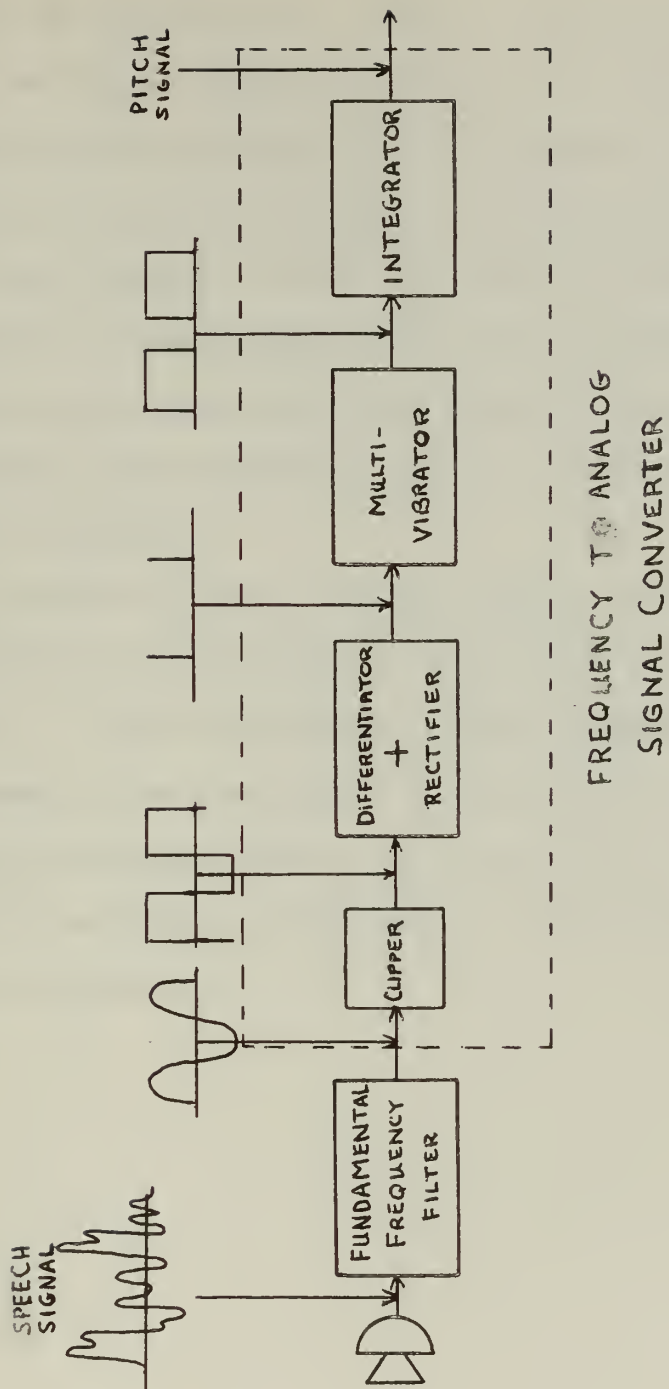 SPEECH
SIGNAL
FUNDAMENTAL
FREQUENCY
FILTER
CLIPPER
DIFFERENTIATOR
+
RECTIFIER
MULTI-
VIBRATOR
INTEGRATOR
PITCH
SIGNAL
FREQUENCY TO ANALOG
SIGNAL CONVERTER